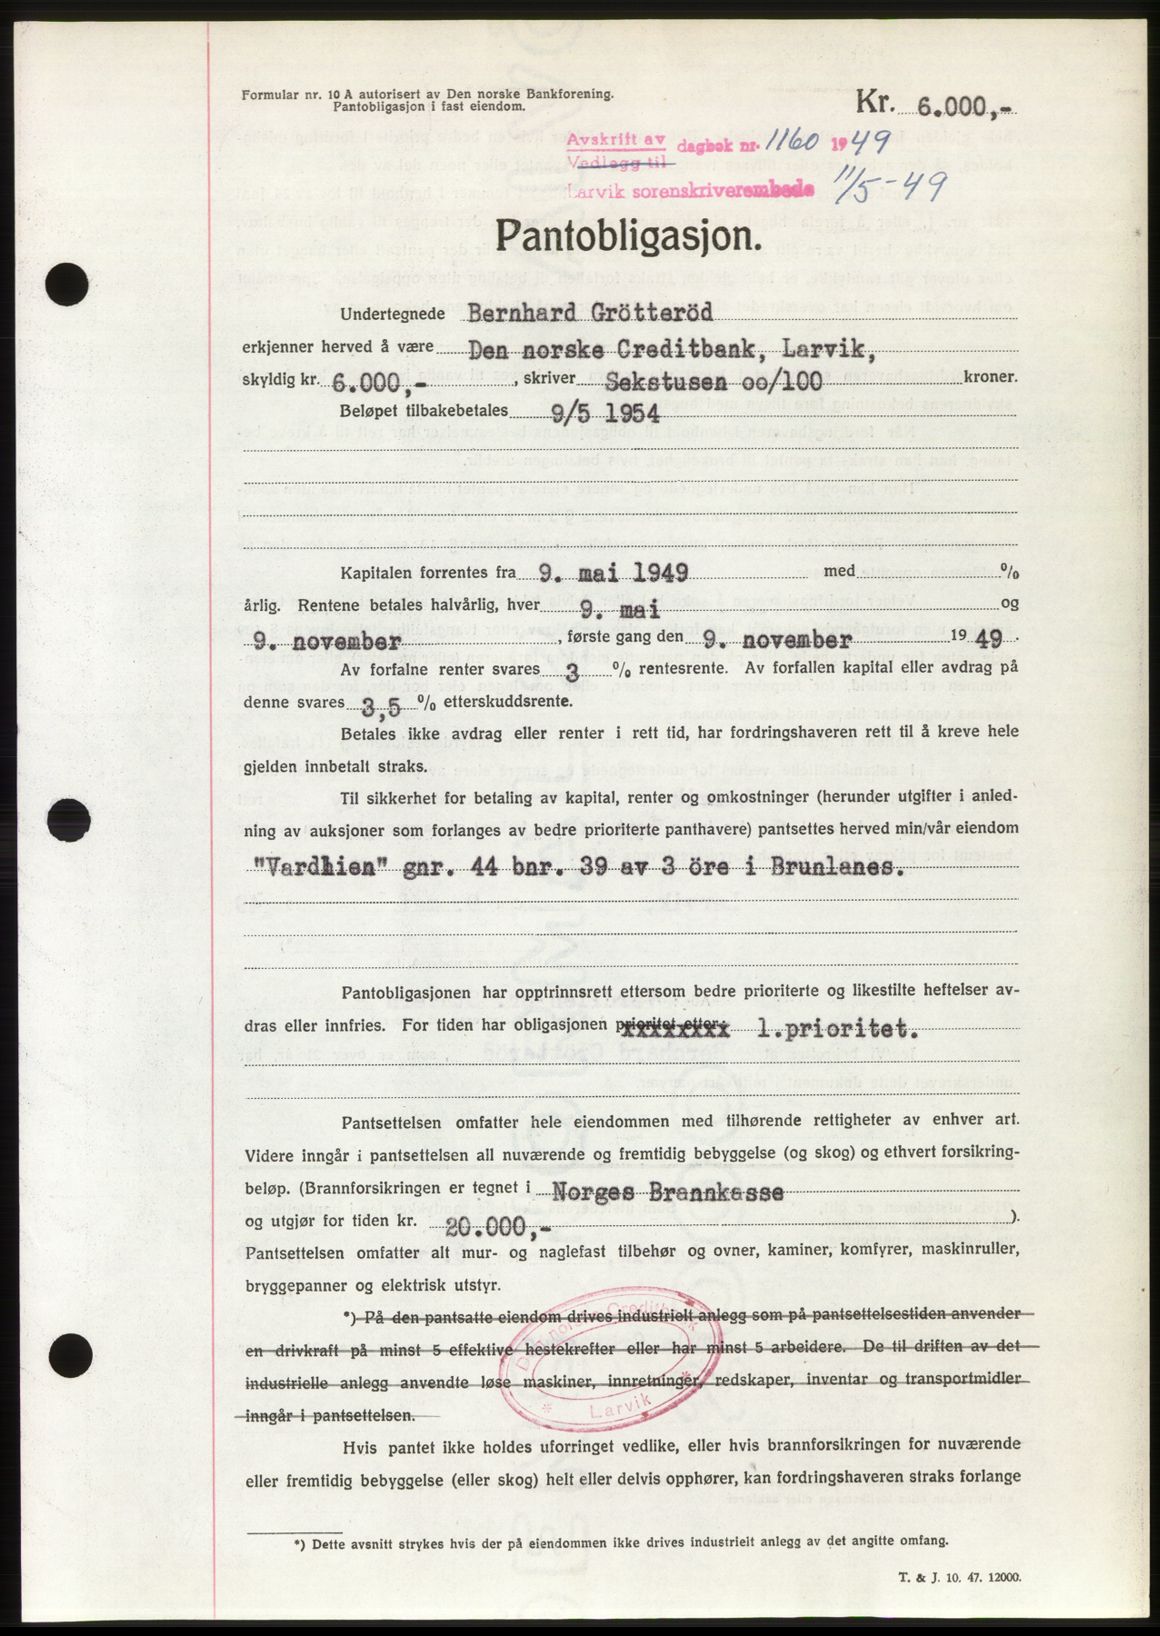 Formular nr. 10 A autorisert av Den norske Bankforening.
Pantobligasjon i fast eiendom.
Kr. 6.000,-
Avskrift av dagbok nr. 1160 1949
Vedlegg til
Larvik sorenskriverembede 11/5-49
Pantobligasjon.
Undertegnede Bernhard Grötteröd
erkjenner herved å være Den norske Creditbank, Larvik,
skyldig kr. 6.000,- , skriver Sekstusen oo/100 kroner.
Beløpet tilbakebetales 9/5 1954
Kapitalen forrentes fra 9. mai 1949 med %
årlig. Rentene betales halvårlig, hver 9. mai og
9. november , første gang den 9. november 1949.
Av forfalne renter svares 3 % rentesrente. Av forfallen kapital eller avdrag på
denne svares 3,5 % etterskuddsrente.
Betales ikke avdrag eller renter i rett tid, har fordringshaveren rett til å kreve hele
gjelden innbetalt straks.
Til sikkerhet for betaling av kapital, renter og omkostninger (herunder utgifter i anled-
ning av auksjoner som forlanges av bedre prioriterte panthavere) pantsettes herved min/vår eiendom
"Vardhien" gnr. 44 bnr. 39 av 3 öre i Brunlanes.
Pantobligasjonen har opptrinnsrett ettersom bedre prioriterte og likestilte heftelser av-
dras eller innfries. For tiden har obligasjonen prioritet etter: 1.prioritet.
Pantsettelsen omfatter hele eiendommen med tilhørende rettigheter av enhver art.
Videre inngår i pantsettelsen all nuværende og fremtidig bebyggelse (og skog) og ethvert forsikring-
beløp. (Brannforsikringen er tegnet i Norges Brannkasse
og utgjør for tiden kr. 20.000,- ).
Pantsettelsen omfatter alt mur- og naglefast tilbehør og ovner, kaminer, komfyrer, maskinruller,
bryggepanner og elektrisk utstyr.
*) På den pantsatte eiendom drives industrielt anlegg som på pantsettelsestiden anvender
en drivkraft på minst 5 effektive hestekrefter eller har minst 5 arbeidere. De til driften av det
industrielle anlegg anvendte løse maskiner, innretninger, redskaper, inventar og transportmidler
inngår i pantsettelsen.
Den norske Creditbank
* Larvik *
Hvis pantet ikke holdes uforringet vedlike, eller hvis brannforsikringen for nuværende
eller fremtidig bebyggelse (eller skog) helt eller delvis opphører, kan fordringshaveren straks forlange
*) Dette avsnitt strykes hvis der på eiendommen ikke drives industrielt anlegg av det angitte omfang.
T. & J. 10. 47. 12000.